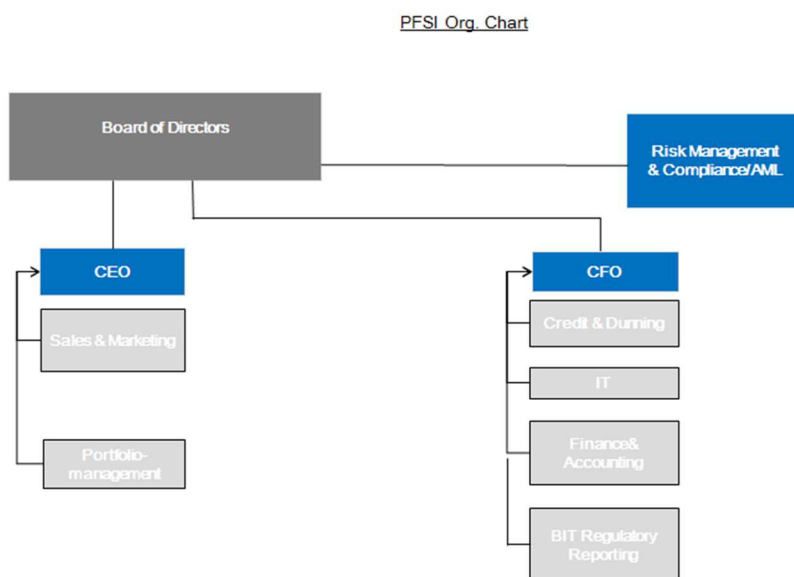 PFSI Org. Chart
Board of Directors
Risk Management
& Compliance/AML
CEO
CFO
Sales & Marketing
Credit & Dunning
IT
Portfolio-
management
Finance&
Accounting
BIT Regulatory
Reporting